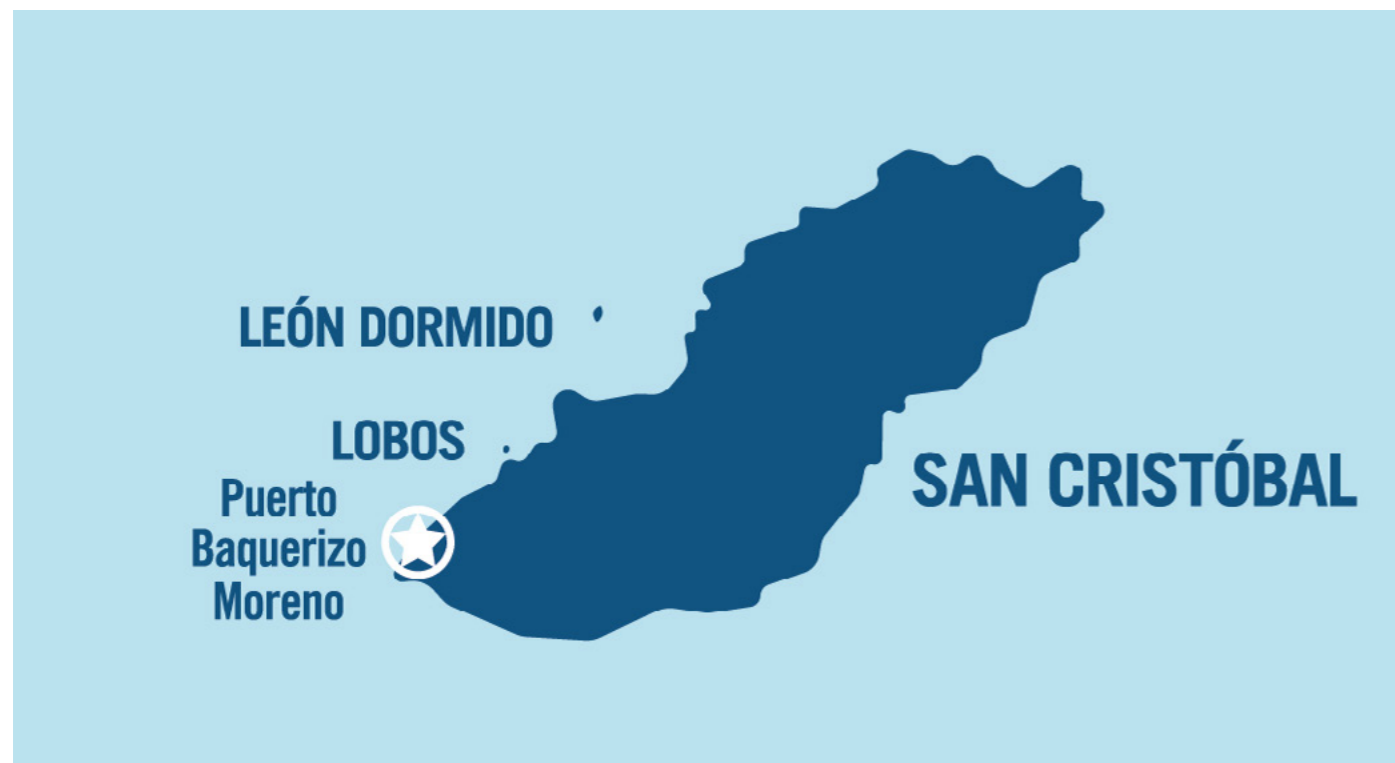 LEÓN DORMIDO
LOBOS
Puerto
Baquerizo
Moreno
SAN CRISTÓBAL